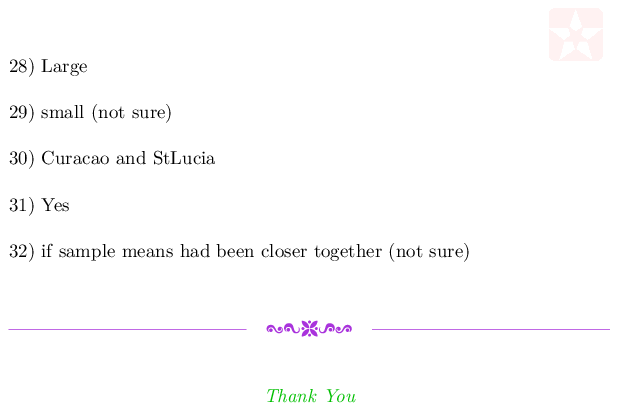 28) Large
29) small (not sure)
30) Curacao and StLucia
31) Yes
32) if sample means had been closer together (not sure)
Thank You